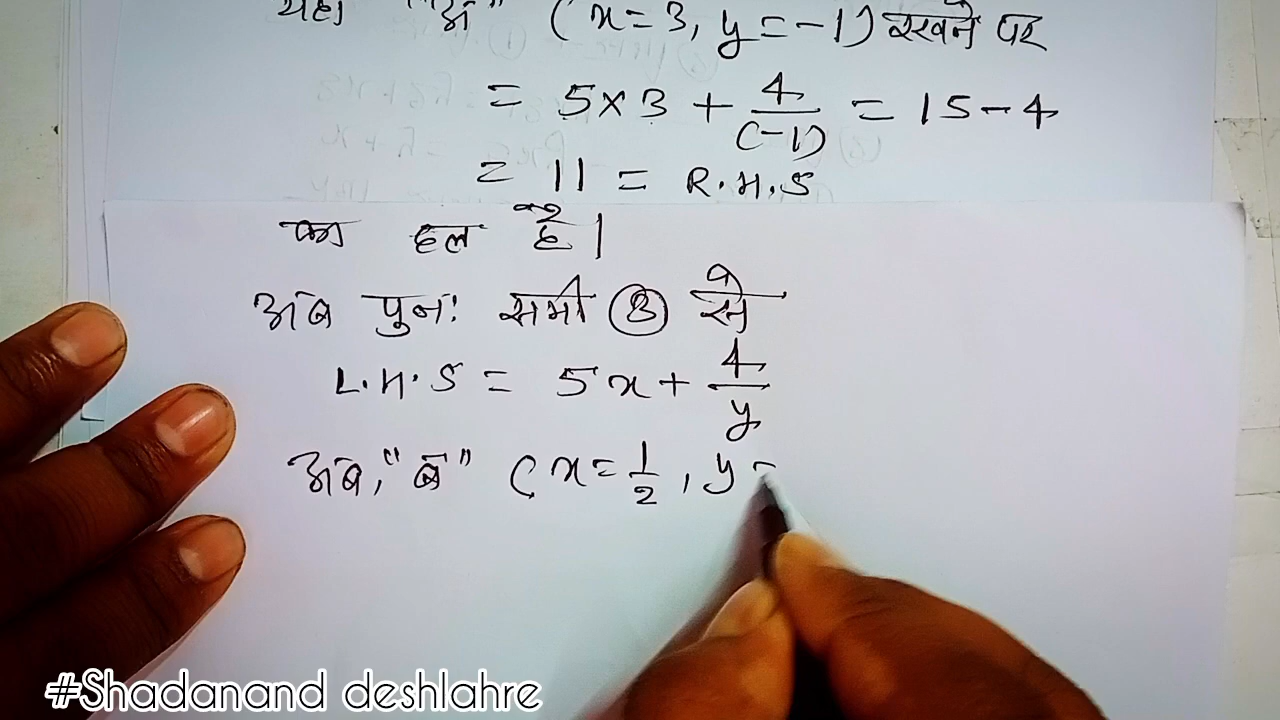 यहा "अ" (x=3, y=-1) रखने पर
= 5×3 + 4/(-1) = 15-4
= 11 = R.H.S
का हल है।
अब पुनः समी ③ से
L.H.S = 5x + 4/y
अब, "ब" (x=1/2, y=
#Shadanand deshlahre